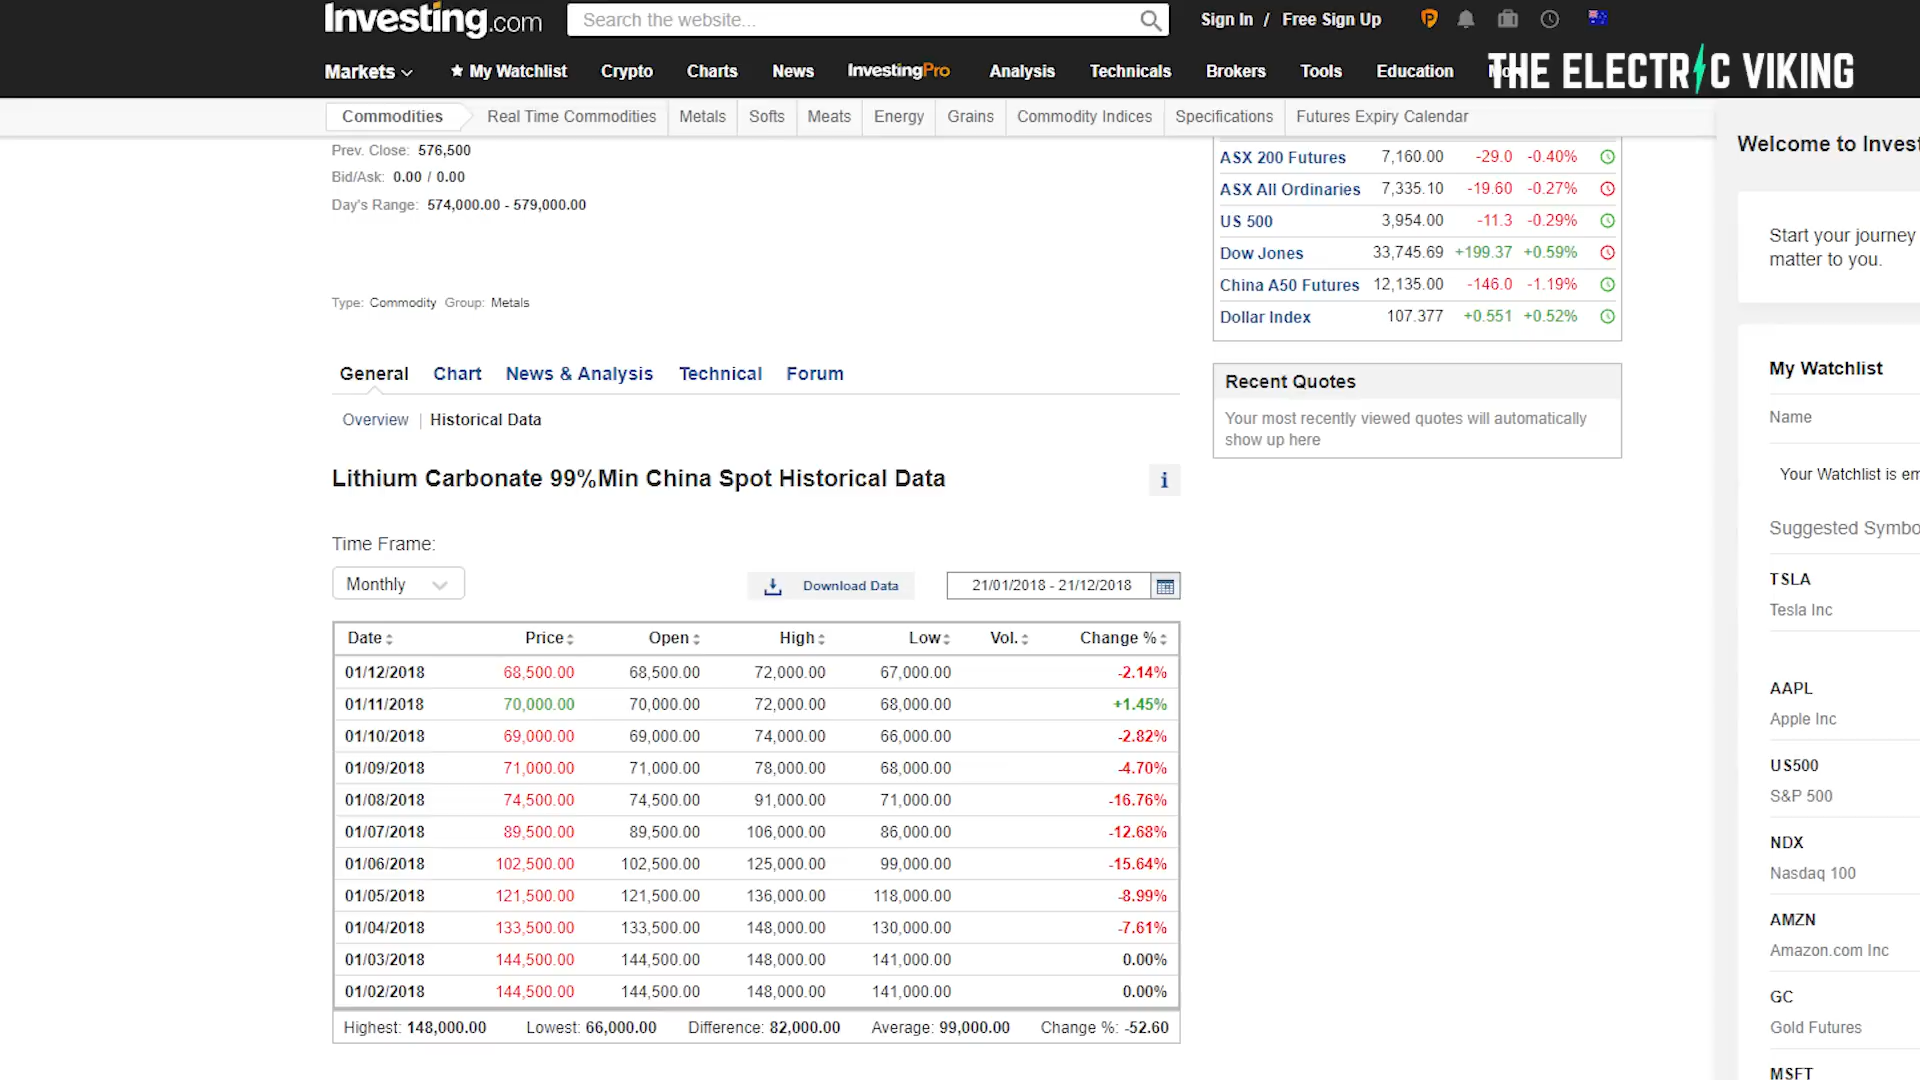 Investing.com
Search the website...
Sign In / Free Sign Up
Markets
★ My Watchlist
Crypto
Charts
News
InvestingPro
Analysis
Technicals
Brokers
Tools
Education
THE ELECTRIC VIKING
Commodities
Real Time Commodities
Metals
Softs
Meats
Energy
Grains
Commodity Indices
Specifications
Futures Expiry Calendar
Prev. Close: 576,500
Bid/Ask: 0.00 / 0.00
Day's Range: 574,000.00 - 579,000.00
Type: Commodity Group: Metals
General Chart News & Analysis Technical Forum
Overview | Historical Data
Lithium Carbonate 99%Min China Spot Historical Data
i
Time Frame:
Monthly
Download Data
21/01/2018 - 21/12/2018
Date Price Open High Low Vol. Change %
01/12/2018 68,500.00 68,500.00 72,000.00 67,000.00 -2.14%
01/11/2018 70,000.00 70,000.00 72,000.00 68,000.00 +1.45%
01/10/2018 69,000.00 69,000.00 74,000.00 66,000.00 -2.82%
01/09/2018 71,000.00 71,000.00 78,000.00 68,000.00 -4.70%
01/08/2018 74,500.00 74,500.00 91,000.00 71,000.00 -16.76%
01/07/2018 89,500.00 89,500.00 106,000.00 86,000.00 -12.68%
01/06/2018 102,500.00 102,500.00 125,000.00 99,000.00 -15.64%
01/05/2018 121,500.00 121,500.00 136,000.00 118,000.00 -8.99%
01/04/2018 133,500.00 133,500.00 148,000.00 130,000.00 -7.61%
01/03/2018 144,500.00 144,500.00 148,000.00 141,000.00 0.00%
01/02/2018 144,500.00 144,500.00 148,000.00 141,000.00 0.00%
Highest: 148,000.00 Lowest: 66,000.00 Difference: 82,000.00 Average: 99,000.00 Change %: -52.60
ASX 200 Futures 7,160.00 -29.0 -0.40%
ASX All Ordinaries 7,335.10 -19.60 -0.27%
US 500 3,954.00 -11.3 -0.29%
Dow Jones 33,745.69 +199.37 +0.59%
China A50 Futures 12,135.00 -146.0 -1.19%
Dollar Index 107.377 +0.551 +0.52%
Recent Quotes
Your most recently viewed quotes will automatically
show up here
Welcome to Invest
Start your journey
matter to you.
My Watchlist
Name
Your Watchlist is em
Suggested Symbo
TSLA
Tesla Inc
AAPL
Apple Inc
US500
S&P 500
NDX
Nasdaq 100
AMZN
Amazon.com Inc
GC
Gold Futures
MSFT